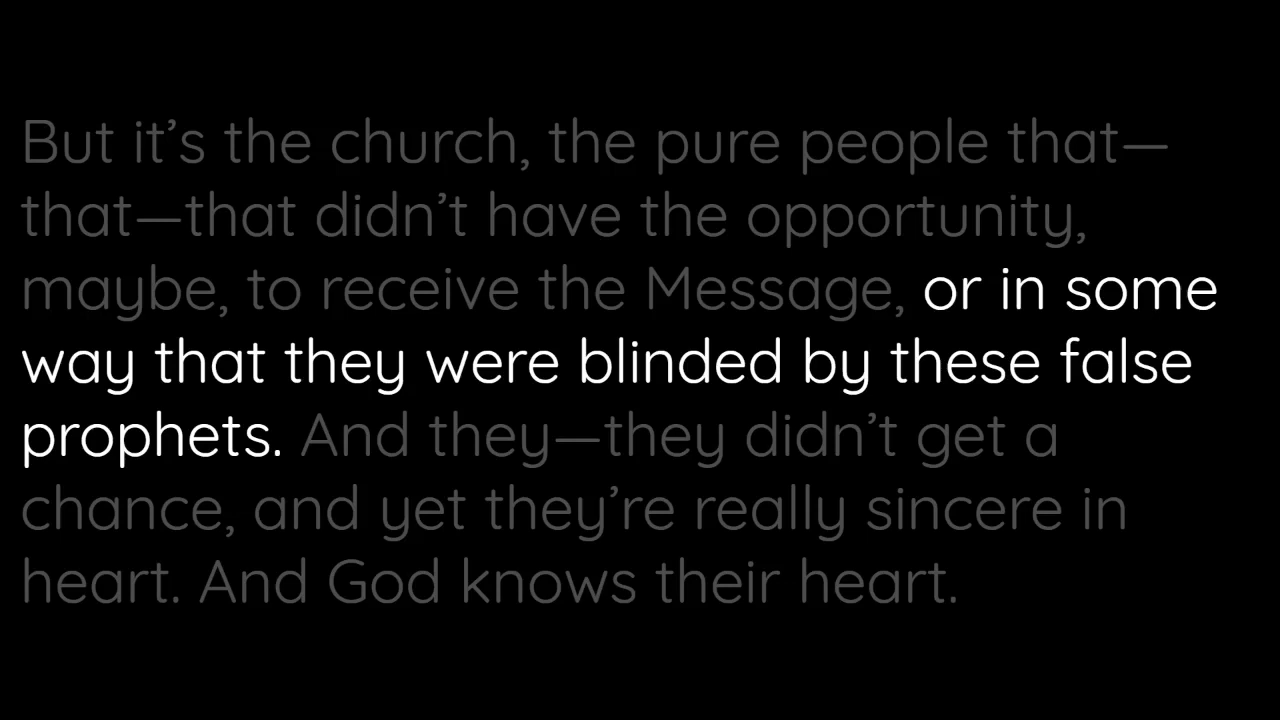 But it’s the church, the pure people that—
that—that didn’t have the opportunity,
maybe, to receive the Message, or in some
way that they were blinded by these false
prophets. And they—they didn’t get a
chance, and yet they’re really sincere in
heart. And God knows their heart.